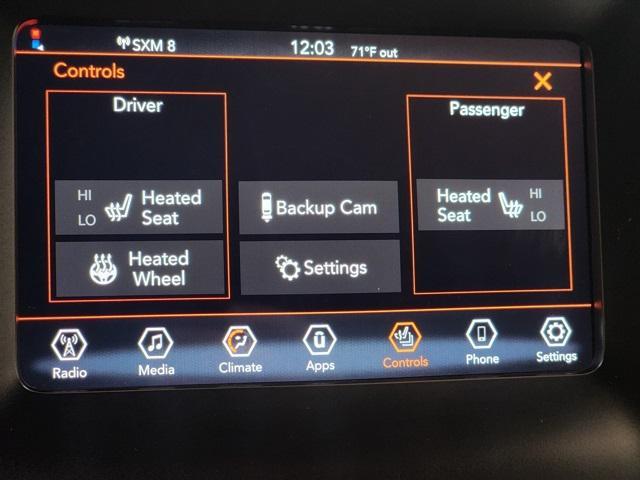 SXM 8
12:03
71°F out
Controls
Driver
Passenger
HI
LO
Heated
Seat
Backup Cam
Heated
Seat
HI
LO
Heated
Wheel
Settings
Radio
Media
Climate
Apps
Controls
Phone
Settings